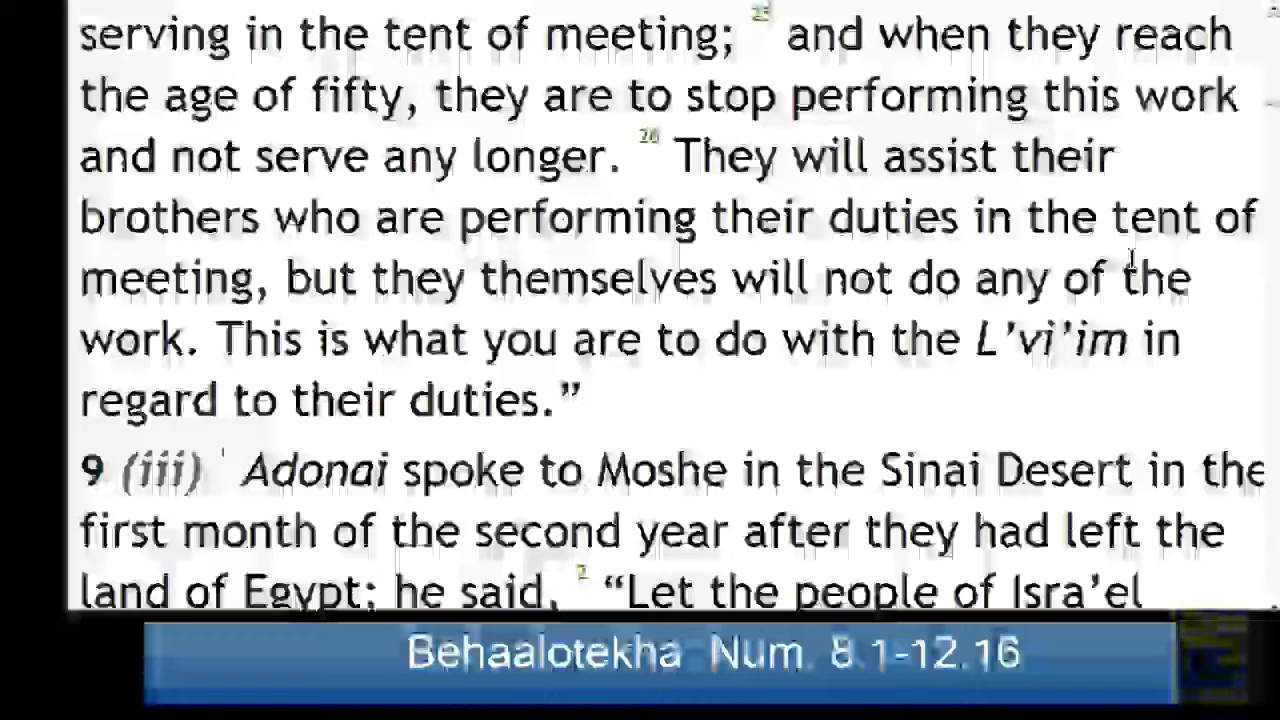 serving in the tent of meeting; 25 and when they reach
the age of fifty, they are to stop performing this work
and not serve any longer. 26 They will assist their
brothers who are performing their duties in the tent of
meeting, but they themselves will not do any of the
work. This is what you are to do with the L’vi’im in
regard to their duties.”
9 (iii) Adonai spoke to Moshe in the Sinai Desert in the
first month of the second year after they had left the
land of Egypt; he said, 2 “Let the people of Isra’el
Behaalotekha Num. 8.1-12.16